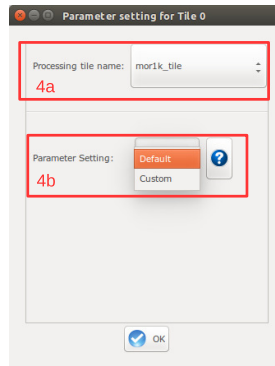 Parameter setting for Tile 0
Processing tile name: mor1k_tile
4a
Parameter Setting: Default
Custom
4b
OK